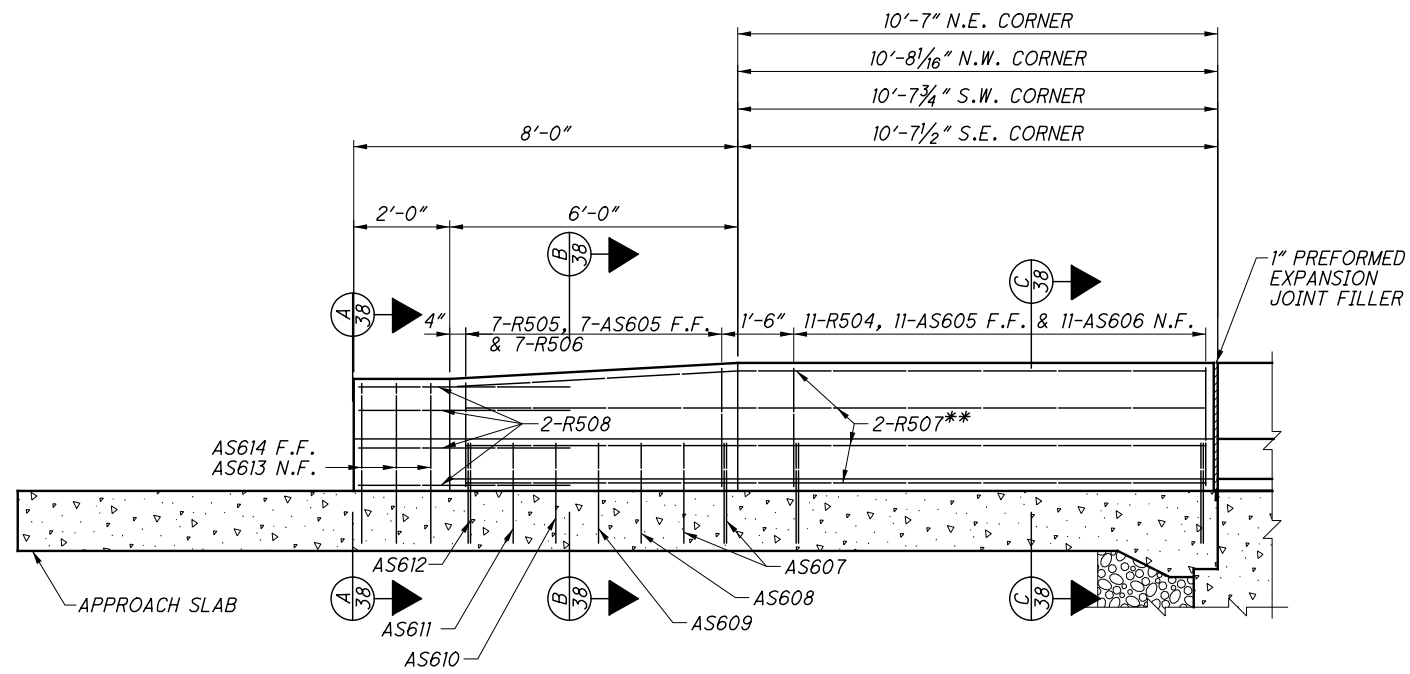 10'-7" N.E. CORNER
10'-8 1/16" N.W. CORNER
10'-7 3/4" S.W. CORNER
10'-7 1/2" S.E. CORNER
8'-0"
2'-0"
6'-0"
B
38
C
38
A
38
1" PREFORMED
EXPANSION
JOINT FILLER
4"
7-R505, 7-AS605 F.F.
& 7-R506
1'-6"
11-R504, 11-AS605 F.F. & 11-AS606 N.F.
2-R508
2-R507**
AS614 F.F.
AS613 N.F.
AS612
AS607
A
38
B
38
C
38
APPROACH SLAB
AS608
AS611
AS609
AS610